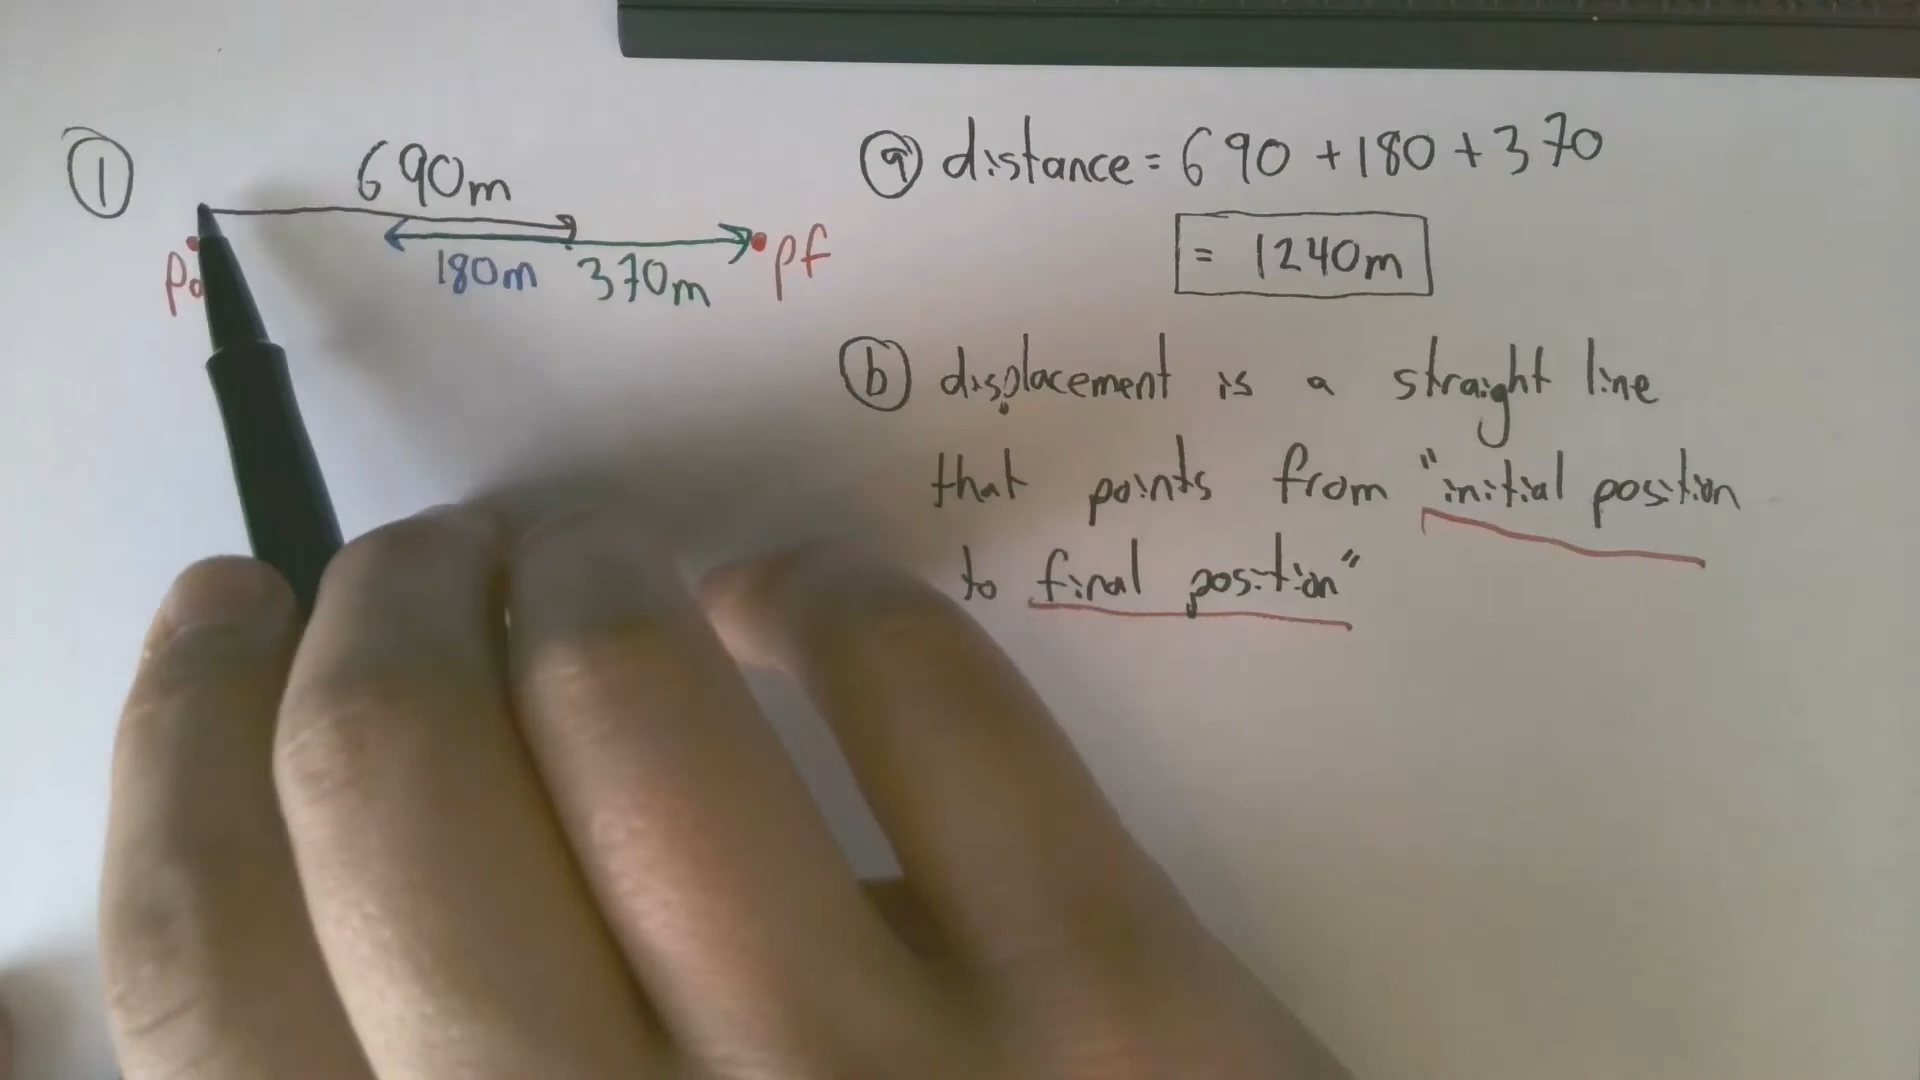 ① 690m
Po
180m 370m pf
ⓐ distance = 690 + 180 + 370
= 1240m
ⓑ displacement is a straight line
that points from "initial position
to final position"